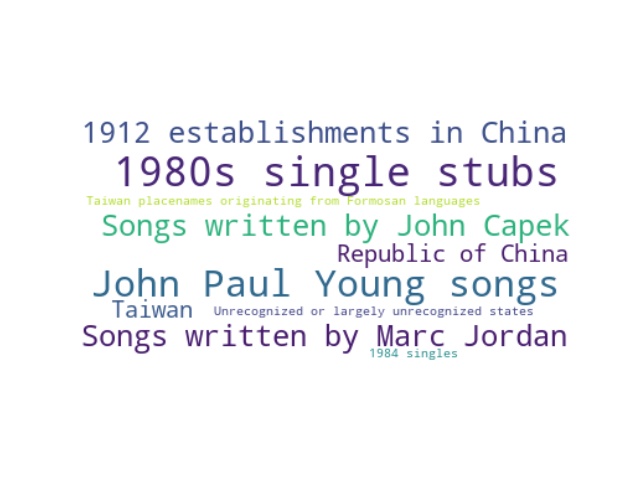 1912 establishments in China
1980s single stubs
Taiwan placenames originating from Formosan languages
Songs written by John Capek
Republic of China
John Paul Young songs
Taiwan
Unrecognized or largely unrecognized states
Songs written by Marc Jordan
1984 singles